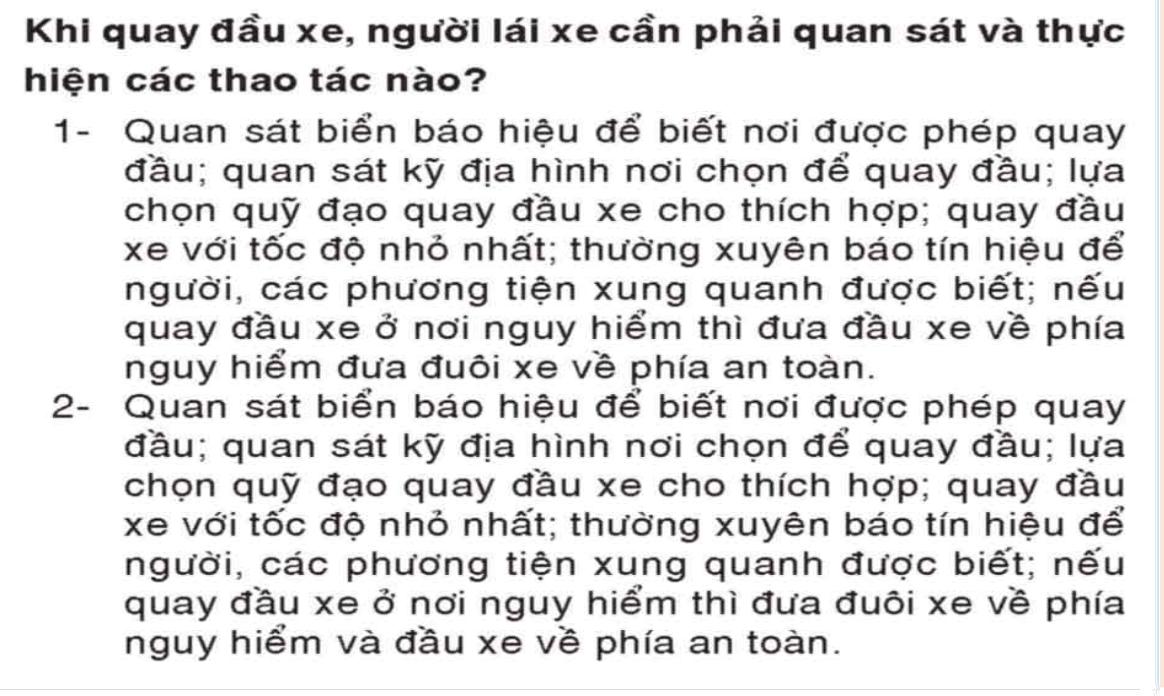 Khi quay đầu xe, người lái xe cần phải quan sát và thực
hiện các thao tác nào?
1- Quan sát biển báo hiệu để biết nơi được phép quay
đầu; quan sát kỹ địa hình nơi chọn để quay đầu; lựa
chọn quỹ đạo quay đầu xe cho thích hợp; quay đầu
xe với tốc độ nhỏ nhất; thường xuyên báo tín hiệu để
người, các phương tiện xung quanh được biết; nếu
quay đầu xe ở nơi nguy hiểm thì đưa đầu xe về phía
nguy hiểm đưa đuôi xe về phía an toàn.
2- Quan sát biển báo hiệu để biết nơi được phép quay
đầu; quan sát kỹ địa hình nơi chọn để quay đầu; lựa
chọn quỹ đạo quay đầu xe cho thích hợp; quay đầu
xe với tốc độ nhỏ nhất; thường xuyên báo tín hiệu để
người, các phương tiện xung quanh được biết; nếu
quay đầu xe ở nơi nguy hiểm thì đưa đuôi xe về phía
nguy hiểm và đầu xe về phía an toàn.